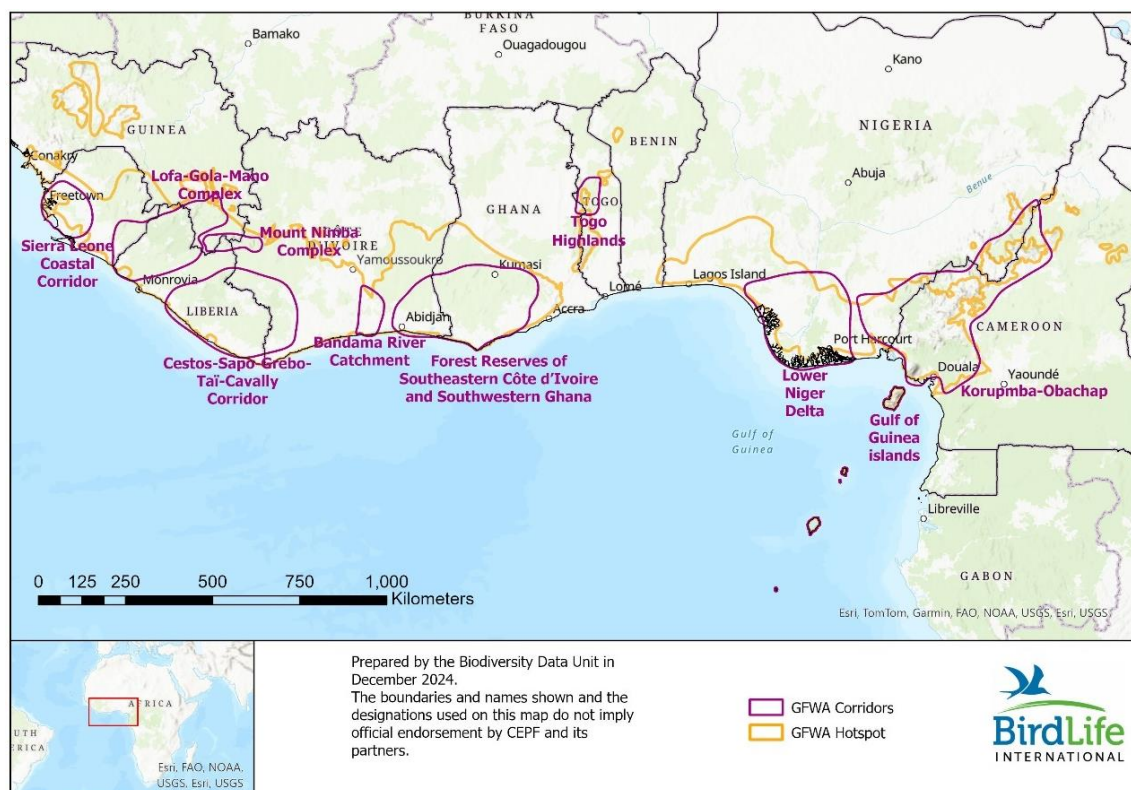 BURKINA
FASO
Bamako
Ouagadougou
Kano
GUINEA
BENIN
NIGERIA
Conakry
Lofa-Gola-Mano
Complex
Abuja
Benue
Freetown
GHANA
TOGO
Togo
Highlands
Sierra Leone
Coastal
Corridor
Mount Nimba
Complex
CÔTE
D'IVOIRE
Yamoussoukro
Kumasi
Lagos Island
Monrovia
Lomé
LIBERIA
Abidjan
Accra
CAMEROON
Port Harcourt
Bandama River
Catchment
Douala
Yaoundé
Cestos-Sapo-Grebo-
Taï-Cavally
Corridor
Forest Reserves of
Southeastern Côte d'Ivoire
and Southwestern Ghana
Lower
Niger
Delta
Korupmba-Obachap
Gulf of
Guinea
islands
Gulf of
Guinea
Libreville
GABON
0 125 250 500 750 1,000
Kilometers
Esri, TomTom, Garmin, FAO, NOAA, USGS, Esri, USGS
AFRICA
UTH
ERICA
Esri, FAO, NOAA,
USGS, Esri, USGS
Prepared by the Biodiversity Data Unit in
December 2024.
The boundaries and names shown and the
designations used on this map do not imply
official endorsement by CEPF and its
partners.
GFWA Corridors
GFWA Hotspot
BirdLife
INTERNATIONAL